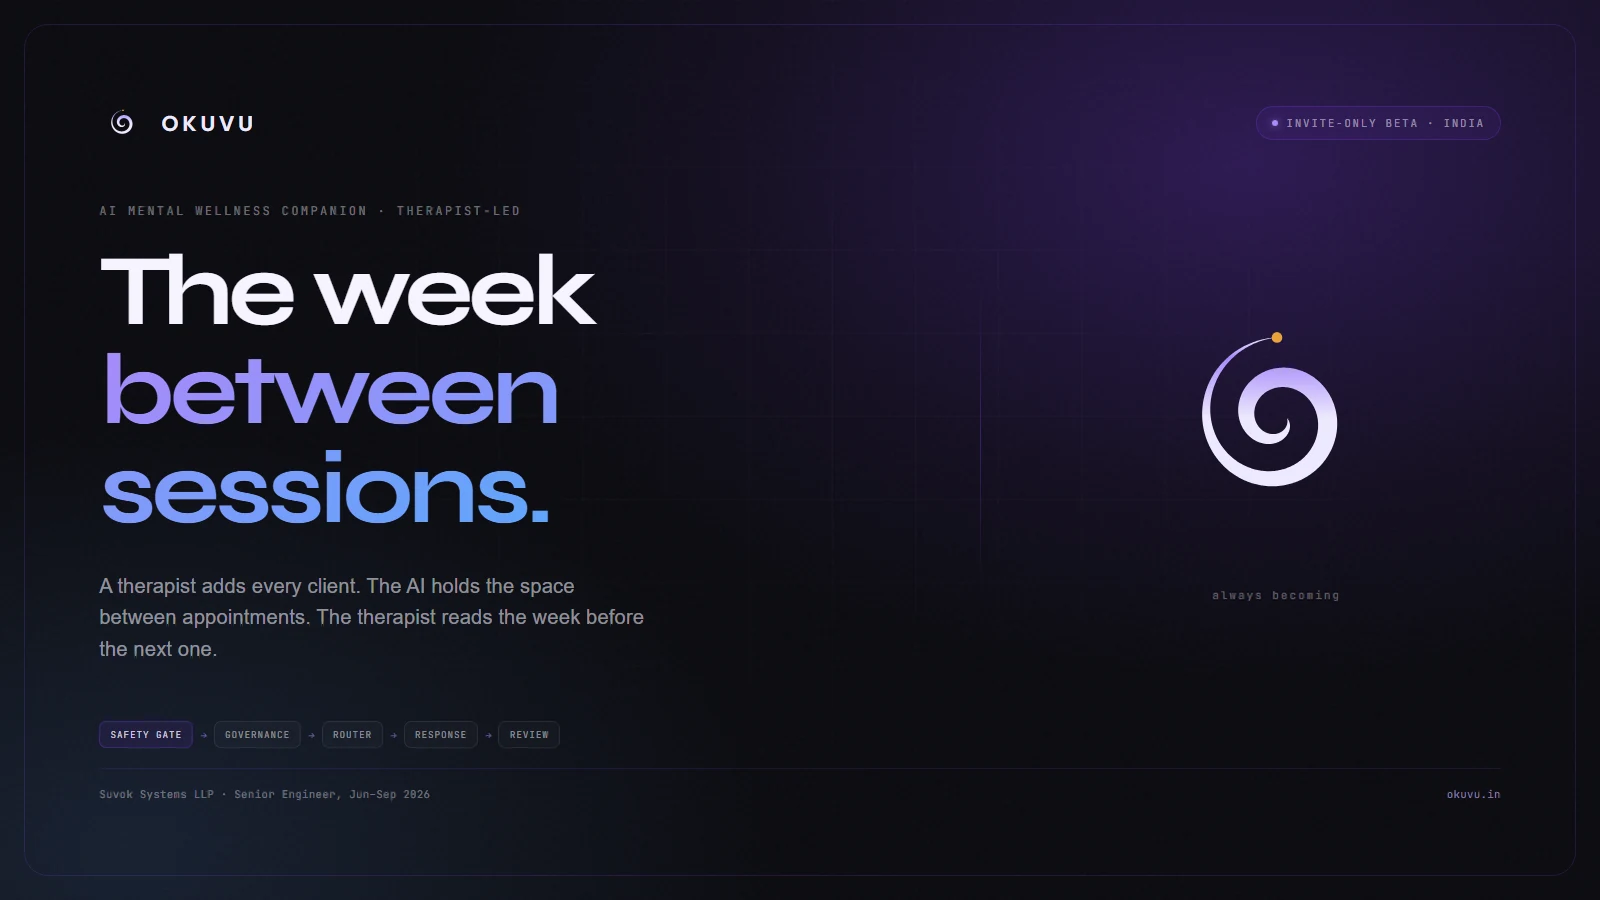 OKUVU
INVITE-ONLY BETA · INDIA
AI MENTAL WELLNESS COMPANION · THERAPIST-LED
The week
between
sessions.
A therapist adds every client. The AI holds the space
between appointments. The therapist reads the week before
the next one.
always becoming
SAFETY GATE → GOVERNANCE → ROUTER → RESPONSE → REVIEW
Suvok Systems LLP · Senior Engineer, Jun–Sep 2026
okuvu.in